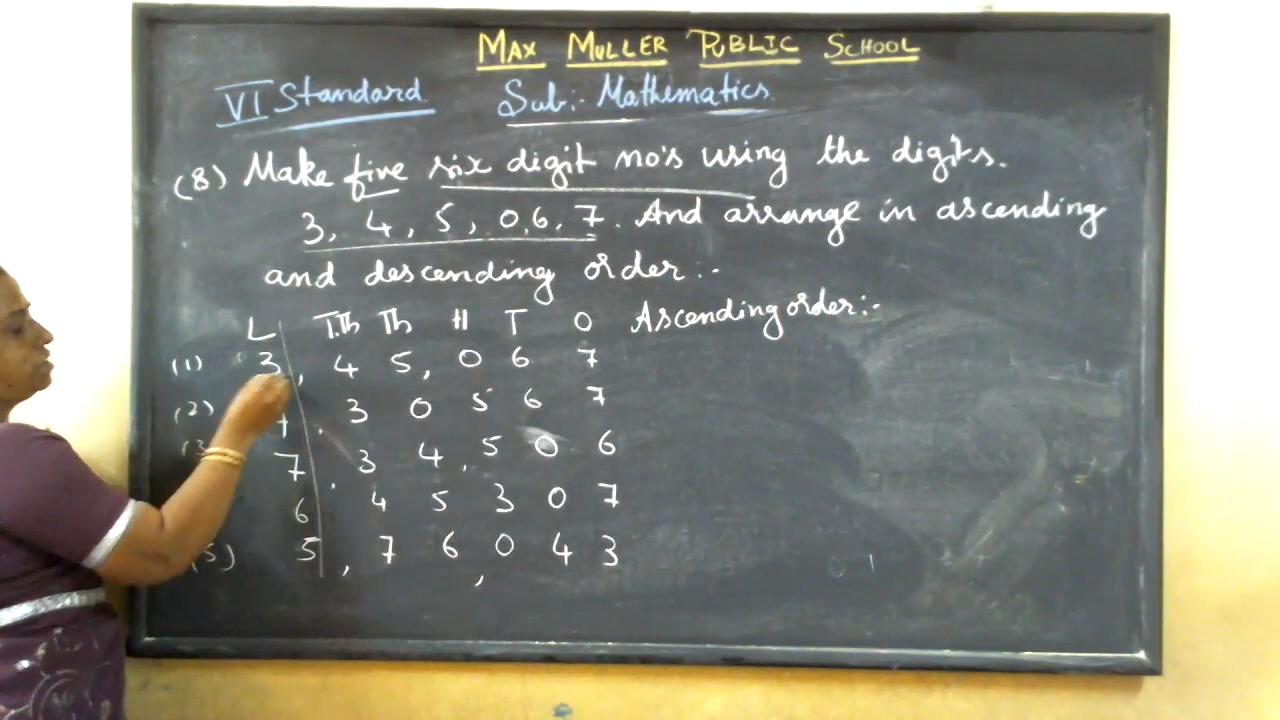 MAX MULLER PUBLIC SCHOOL
VI Standard Sub:- Mathematics
(8) Make five six digit no's using the digits.
3, 4, 5, 0, 6, 7. And arrange in ascending
and descending order:-
L T.Th Th H T O Ascending order:-
(1) 3, 4 5, 0 6 7
(2) , 3 0 5 6 7
(3 7, 3 4, 5 0 6
6 4 5 3 0 7
(5) 5, 7 6, 0 4 3